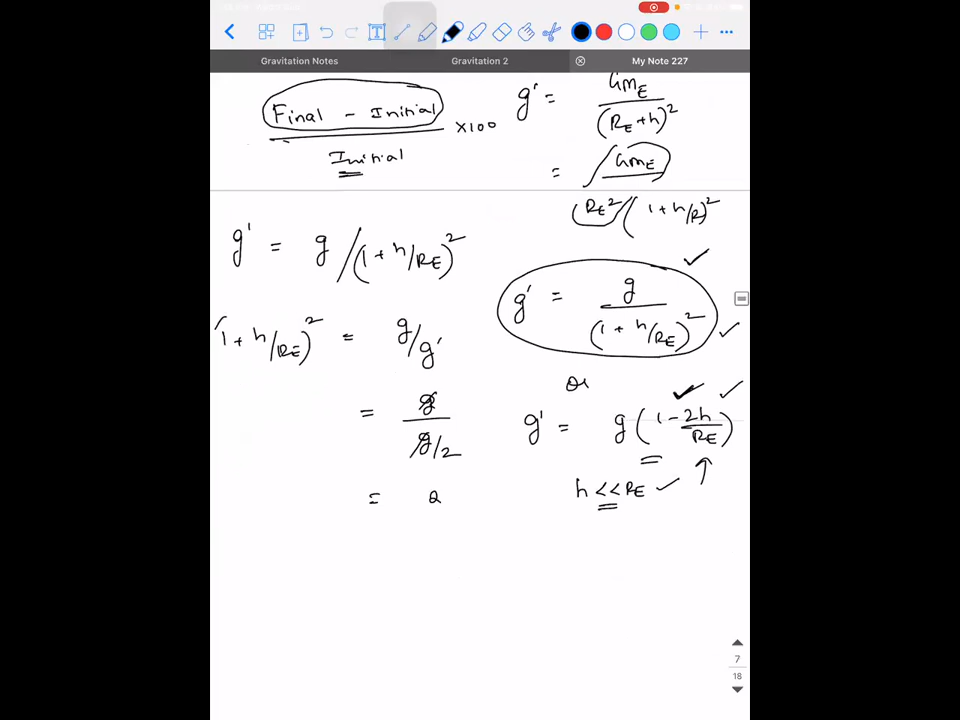 Gravitation Notes
Gravitation 2
My Note 227
Final - Initial
Initial
×100
g' = GmE
(RE+h)²
= GmE
RE² (1+h/R)²
g' = g/(1+h/RE)²
g' = g
(1+h/RE)²
1+h/RE)² = g/g'
= g
g/2
= 2
Or
g' = g(1-2h
RE)
h << RE
7
18